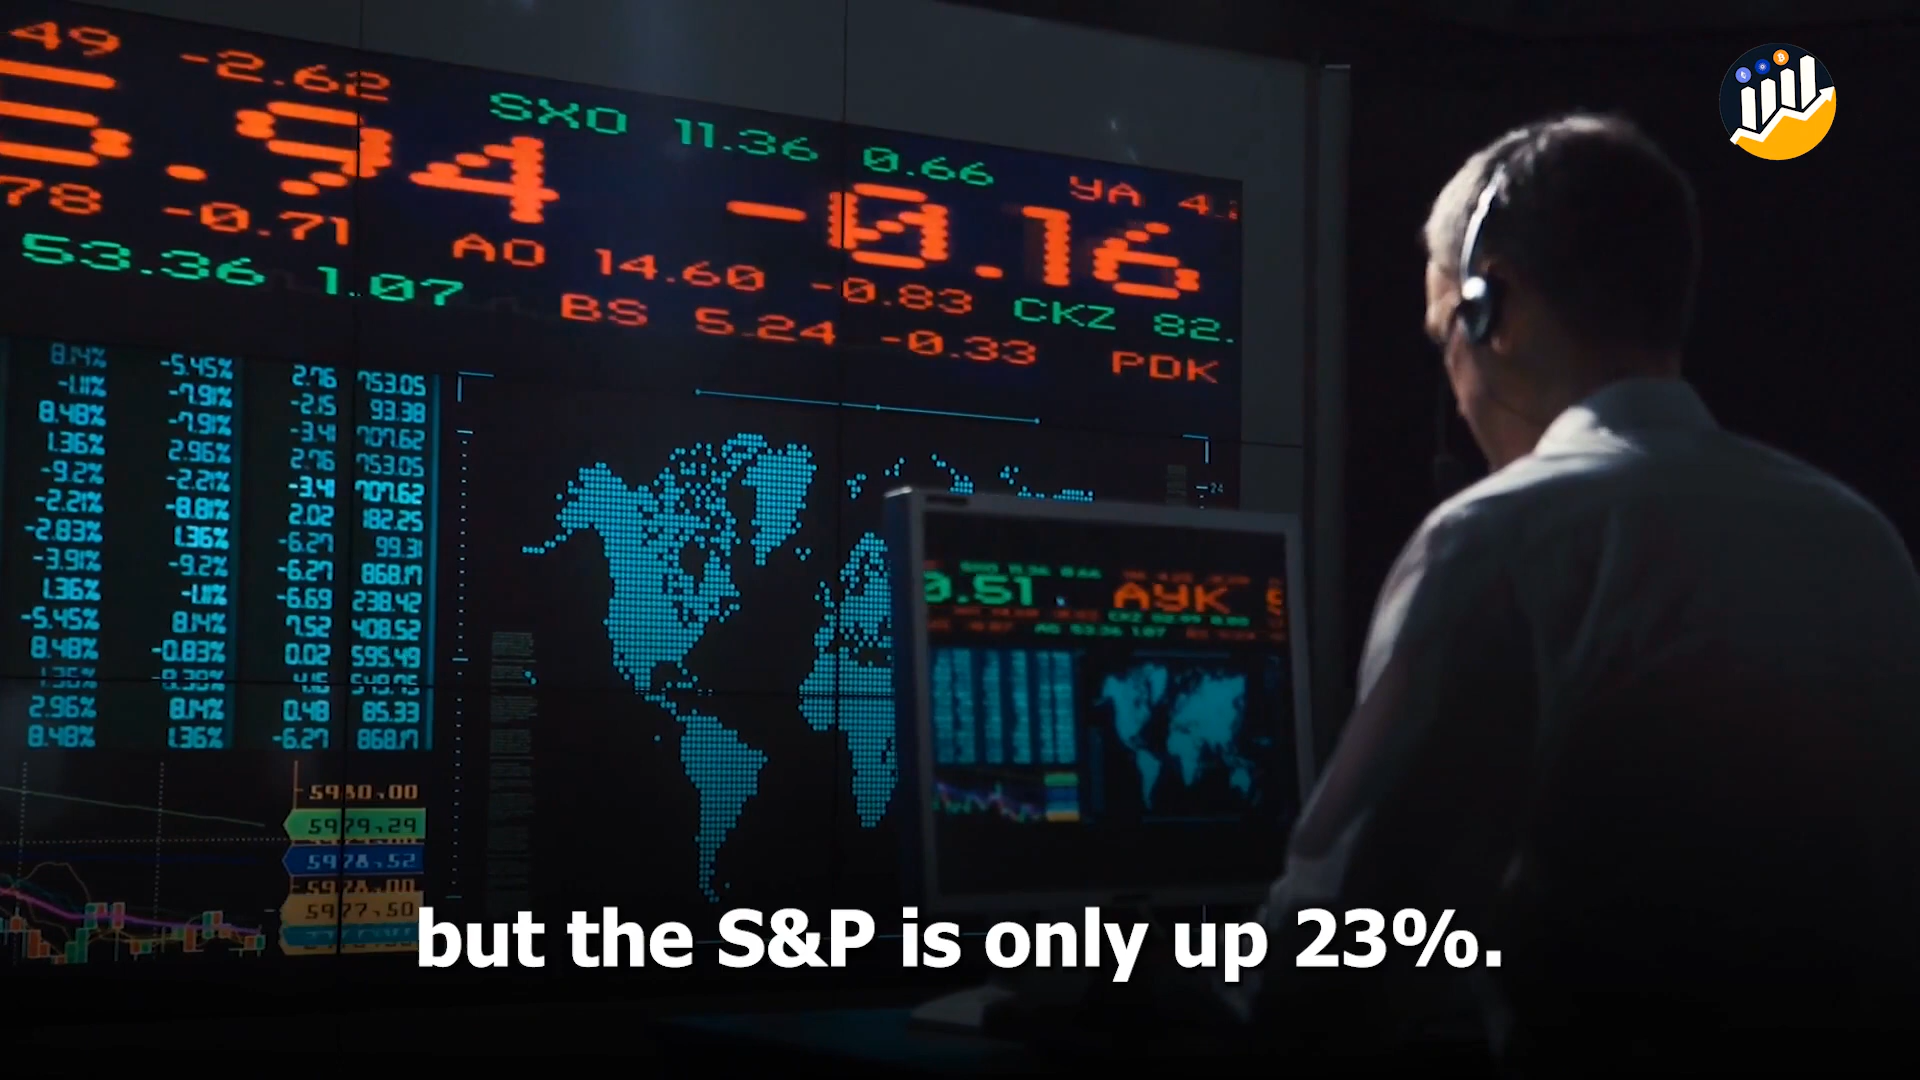 49 -2.62
5.94 -0.16
SXO 11.36 0.66
YA 4.
78 -0.71
AO 14.60 -0.83
CKZ 82.
53.36 1.07
BS 5.24 -0.33
PDK
8.14% -5.45% 2.76 753.05
-1.11% -7.91% -2.15 93.38
8.48% -7.91% -3.41 707.62
1.36% 2.96% 2.76 753.05
-9.2% -2.21% -3.41 707.62
-2.21% -8.81% 2.02 182.25
-2.83% 1.36% -6.27 99.31
-3.91% -9.2% -6.27 868.17
1.36% -1.11% -6.69 238.42
-5.45% 8.14% 7.52 408.52
8.48% -0.83% 0.02 595.49
2.96% 8.14% 0.48 85.33
8.48% 1.36% -6.27 868.17
24
0.51 AYK
5980.00
5979.29
5978.52
5978.00
5977.50
but the S&P is only up 23%.